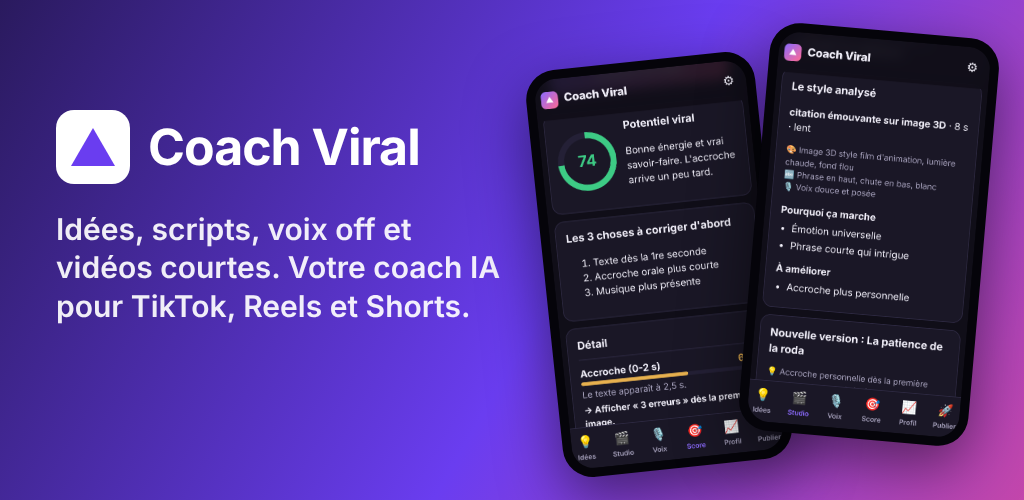 Coach Viral
Idées, scripts, voix off et
vidéos courtes. Votre coach IA
pour TikTok, Reels et Shorts.
Coach Viral
74
Potentiel viral
Bonne énergie et vrai
savoir-faire. L'accroche
arrive un peu tard.
Les 3 choses à corriger d'abord
1. Texte dès la 1re seconde
2. Accroche orale plus courte
3. Musique plus présente
Détail
Accroche (0-2 s)
Le texte apparaît à 2,5 s.
→ Afficher « 3 erreurs » dès la
image.
Idées
Studio
Voix
Score
Profil
Publier
Coach Viral
Le style analysé
citation émouvante sur image 3D · 8 s
· lent
🎨 Image 3D style film d'animation, lumière
chaude, fond flou
🔤 Phrase en haut, chute en bas, blanc
🎙️ Voix douce et posée
Pourquoi ça marche
• Émotion universelle
• Phrase courte qui intrigue
À améliorer
• Accroche plus personnelle
Nouvelle version : La patience de
la roda
💡 Accroche personnelle dès la première
Idées
Studio
Voix
Score
Profil
Publier